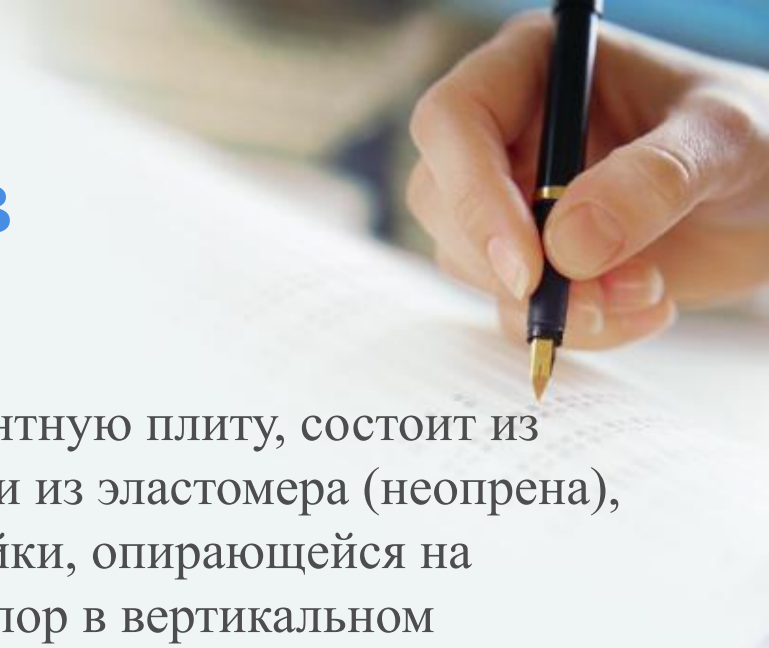 в
нтную плиту, состоит из
и из эластомера (неопрена),
йки, опирающейся на
пор в вертикальном